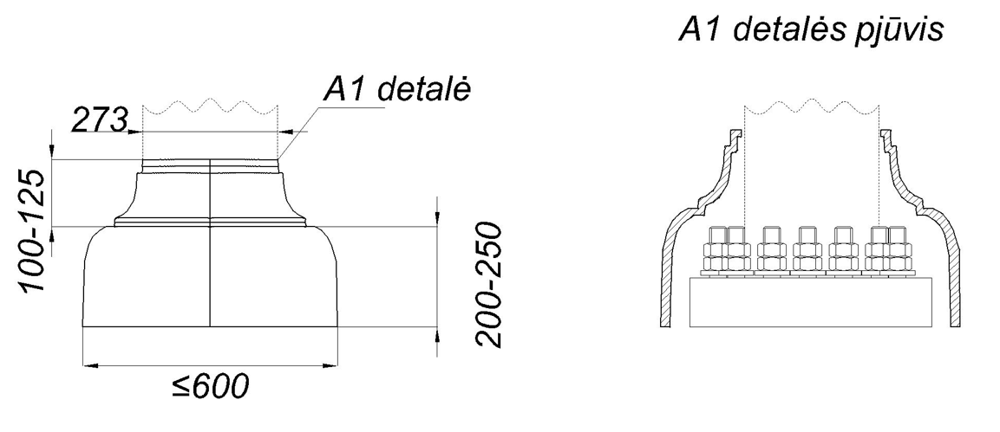 A1 detalės pjūvis
A1 detalė
273
100-125
200-250
≤600